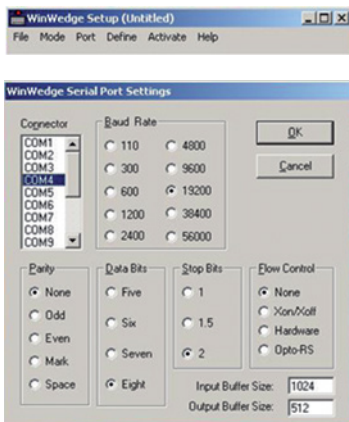 WinWedge Setup (Untitled)
File Mode Port Define Activate Help
WinWedge Serial Port Settings
Connector
COM1
COM2
COM3
COM4
COM5
COM6
COM7
COM8
COM9
Baud Rate
110 4800
300 9600
600 19200
1200 38400
2400 56000
OK
Cancel
Parity
None
Odd
Even
Mark
Space
Data Bits
Five
Six
Seven
Eight
Stop Bits
1
1.5
2
Flow Control
None
Xon/Xoff
Hardware
Opto-RS
Input Buffer Size: 1024
Output Buffer Size: 512